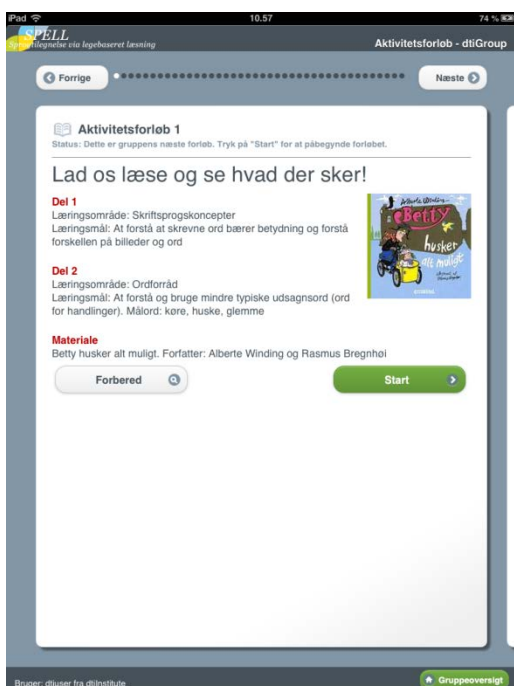 iPad 10.57 74 %
SPELL
Sprogtilegnelse via legebaseret læsning
Aktivitetsforløb - dtiGroup
Forrige
Næste
Aktivitetsforløb 1
Status: Dette er gruppens næste forløb. Tryk på "Start" for at påbegynde forløbet.
Lad os læse og se hvad der sker!
Del 1
Læringsområde: Skriftsprogskoncepter
Læringsmål: At forstå at skrevne ord bærer betydning og forstå
forskellen på billeder og ord
Alberte Winding
Betty
husker
alt muligt
Del 2
Læringsområde: Ordforråd
Læringsmål: At forstå og bruge mindre typiske udsagnsord (ord
for handlinger). Målord: køre, huske, glemme
Materiale
Betty husker alt muligt. Forfatter: Alberte Winding og Rasmus Bregnhøi
Forbered
Start
Bruger: dtiuser fra dtiInstitute
Gruppeoversigt